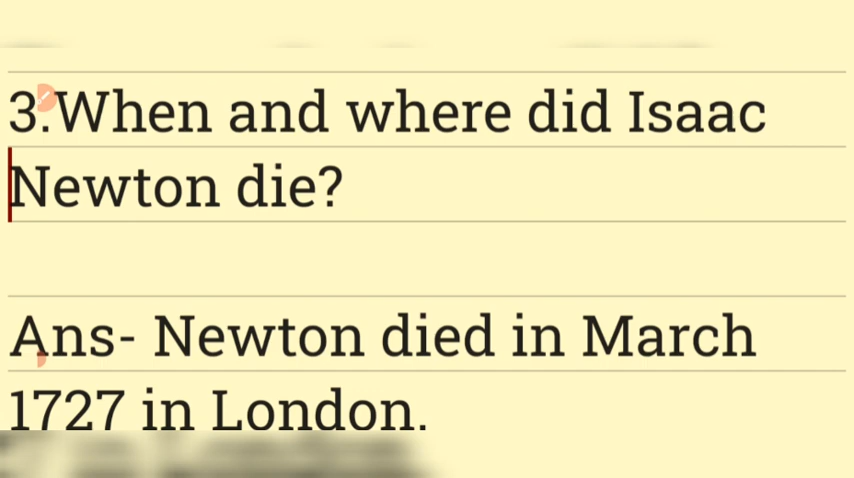 3.When and where did Isaac
Newton die?
Ans- Newton died in March
1727 in London.